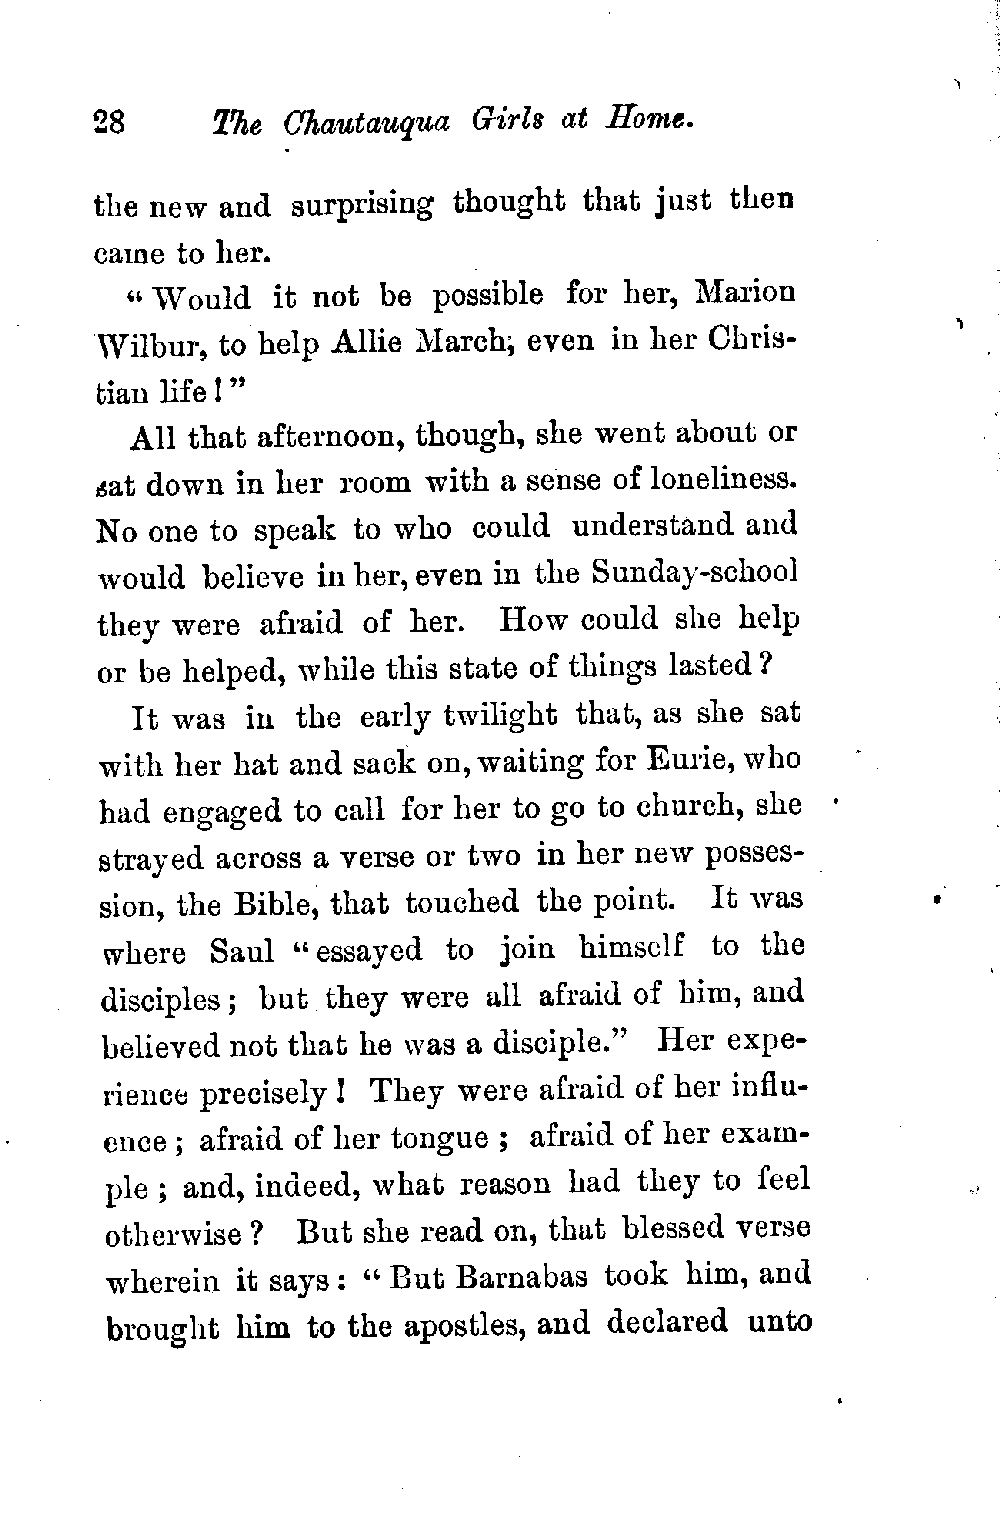 28 The Chautauqua Girls at Home.
the new and surprising thought that just then
came to her.
“ Would it not be possible for her, Marion
Wilbur, to help Allie March, even in her Chris-
tian life ! ”
All that afternoon, though, she went about or
sat down in her room with a sense of loneliness.
No one to speak to who could understand and
would believe in her, even in the Sunday-school
they were afraid of her. How could she help
or be helped, while this state of things lasted ?
It was in the early twilight that, as she sat
with her hat and sack on, waiting for Eurie, who
had engaged to call for her to go to church, she
strayed across a verse or two in her new posses-
sion, the Bible, that touched the point. It was
where Saul “ essayed to join himself to the
disciples ; but they were all afraid of him, and
believed not that he was a disciple.” Her expe-
rience precisely ! They were afraid of her influ-
ence ; afraid of her tongue ; afraid of her exam-
ple ; and, indeed, what reason had they to feel
otherwise ? But she read on, that blessed verse
wherein it says : “ But Barnabas took him, and
brought him to the apostles, and declared unto